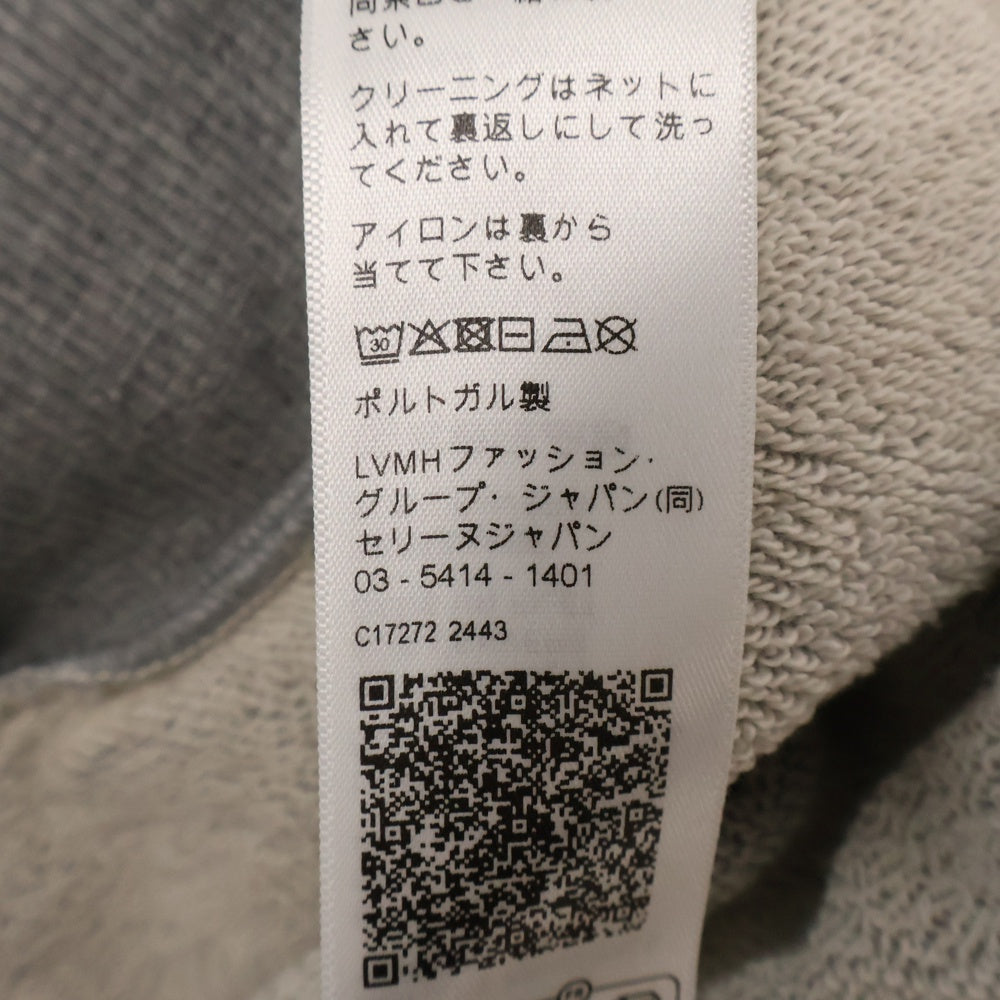 さい。
クリーニングはネットに
入れて裏返しにして洗っ
てください。
アイロンは裏から
当てて下さい。
30
ポルトガル製
LVMHファッション・
グループ・ ジャパン(同)
セリーヌジャパン
03 - 5414 - 1401
C17272 2443
FR